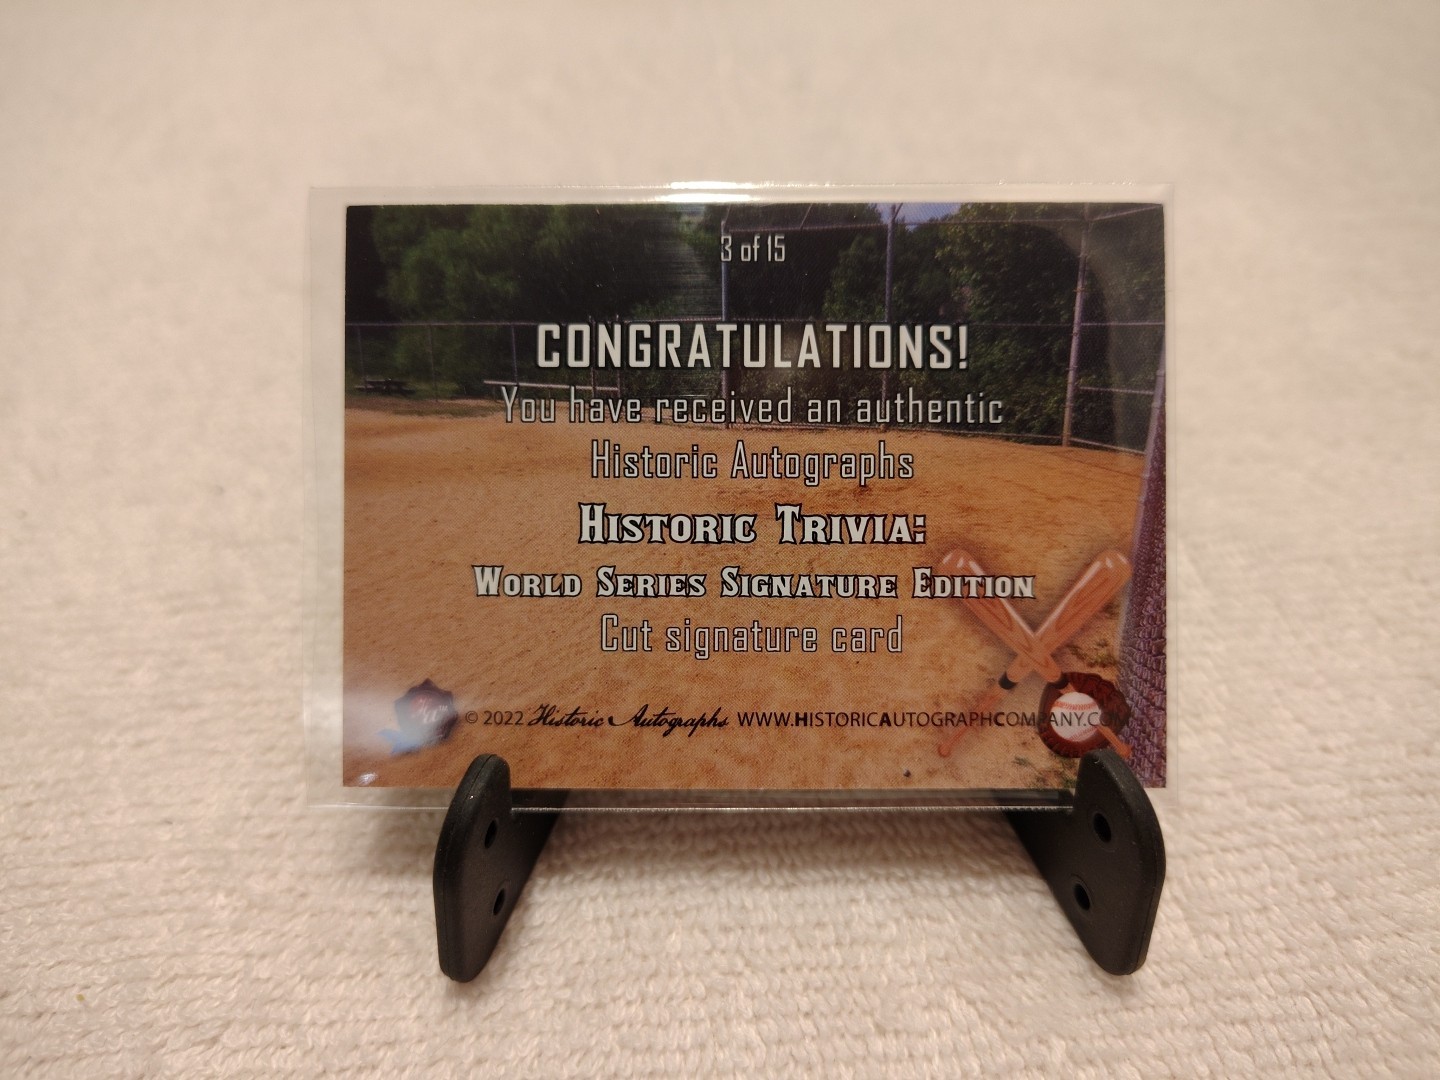 3 of 15
CONGRATULATIONS!
You have received an authentic
Historic Autographs
HISTORIC TRIVIA:
WORLD SERIES SIGNATURE EDITION
Cut signature card
HA™
© 2022 Historic Autographs WWW.HISTORICAUTOGRAPHCOMPANY.COM